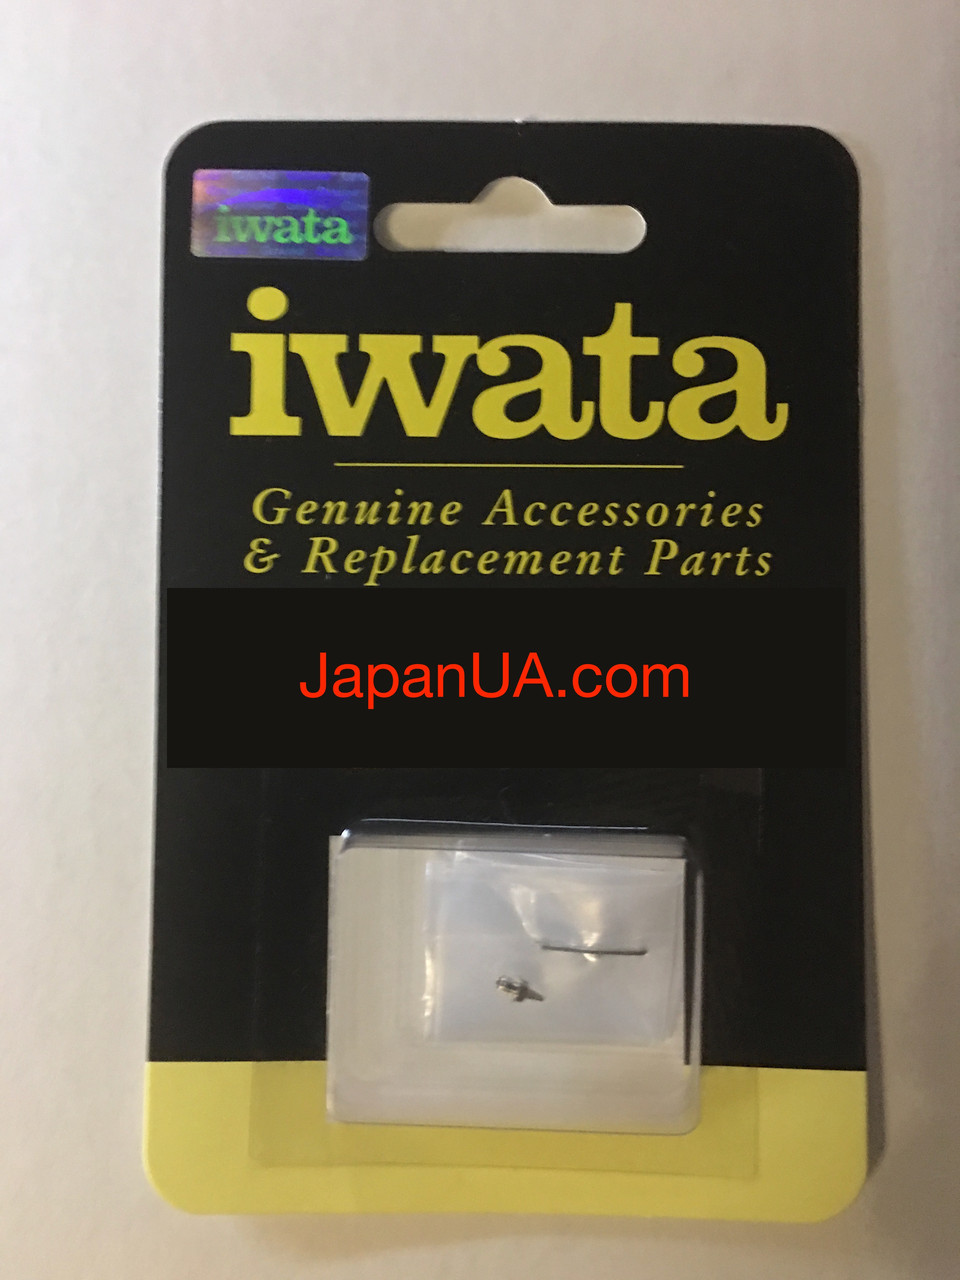 iwata
iwata
Genuine Accessories
& Replacement Parts
JapanUA.com